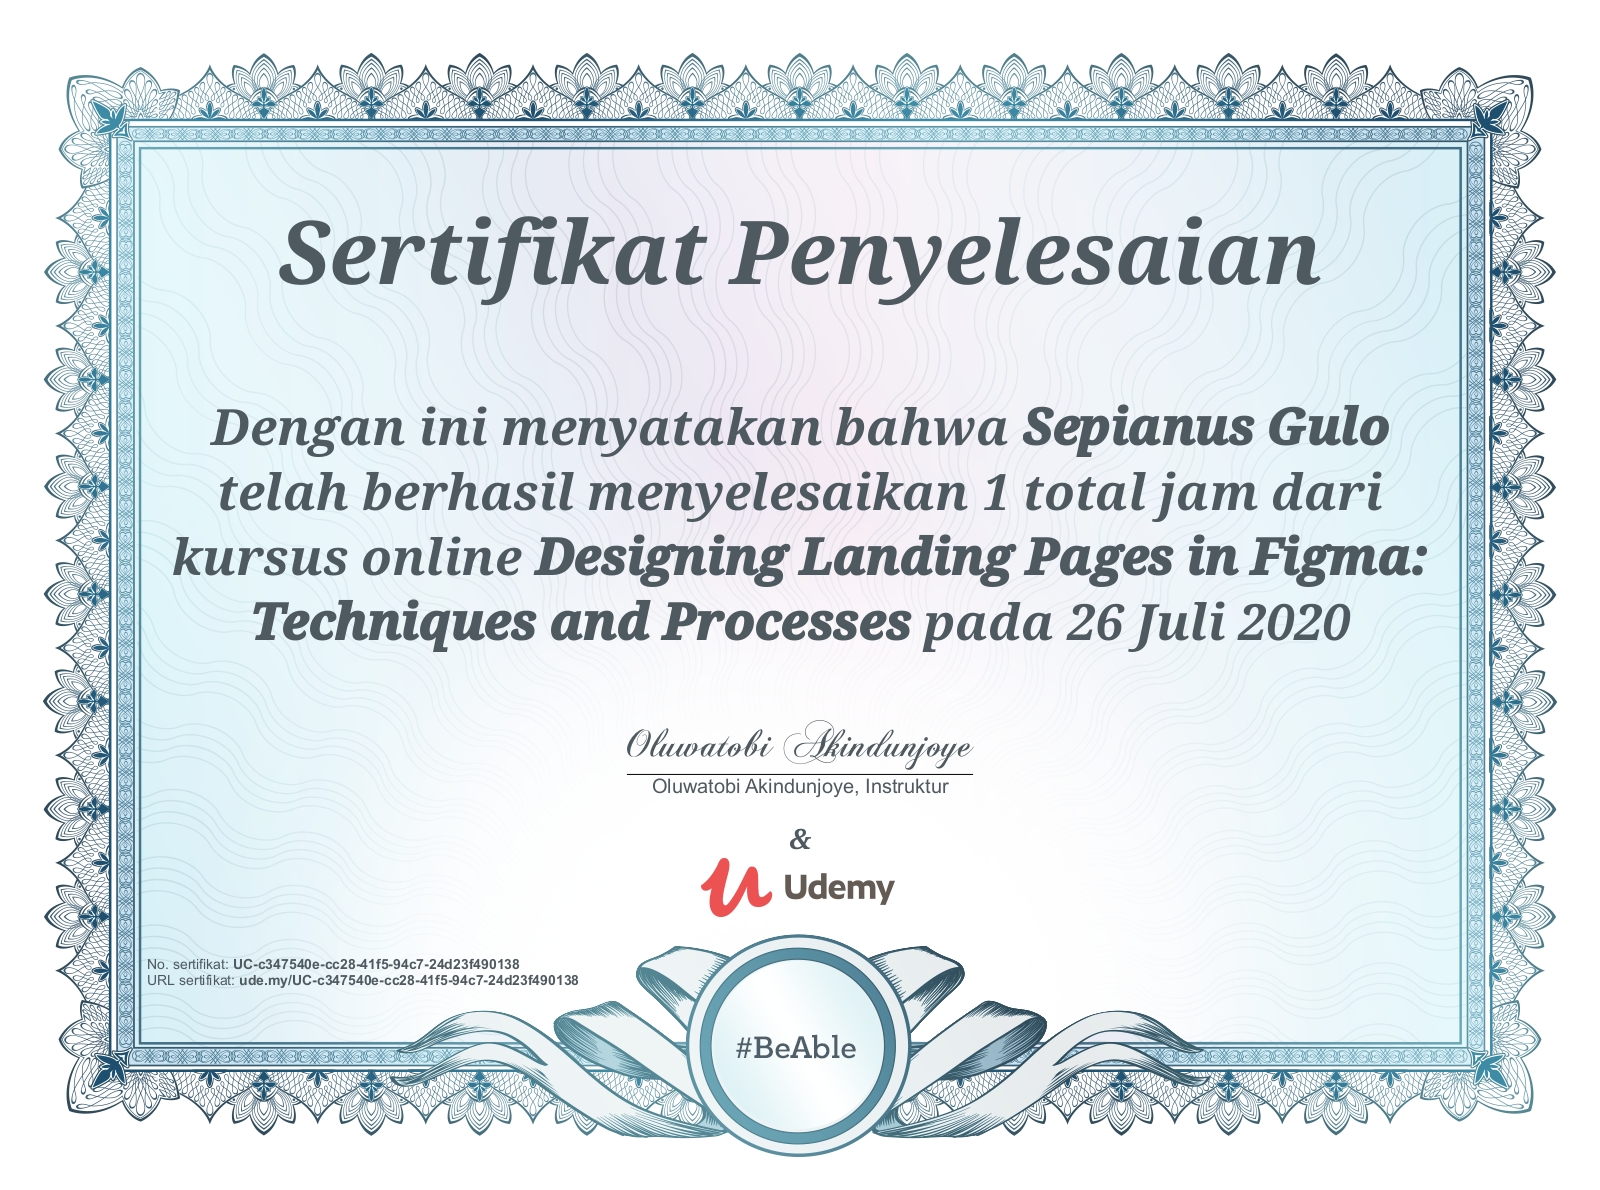 Sertifikat Penyelesaian
Dengan ini menyatakan bahwa Sepianus Gulo
telah berhasil menyelesaikan 1 total jam dari
kursus online Designing Landing Pages in Figma:
Techniques and Processes pada 26 Juli 2020
Oluwatobi Akindunjoye
Oluwatobi Akindunjoye, Instruktur
&
Udemy
No. sertifikat: UC-c347540e-cc28-41f5-94c7-24d23f490138
URL sertifikat: ude.my/UC-c347540e-cc28-41f5-94c7-24d23f490138
#BeAble